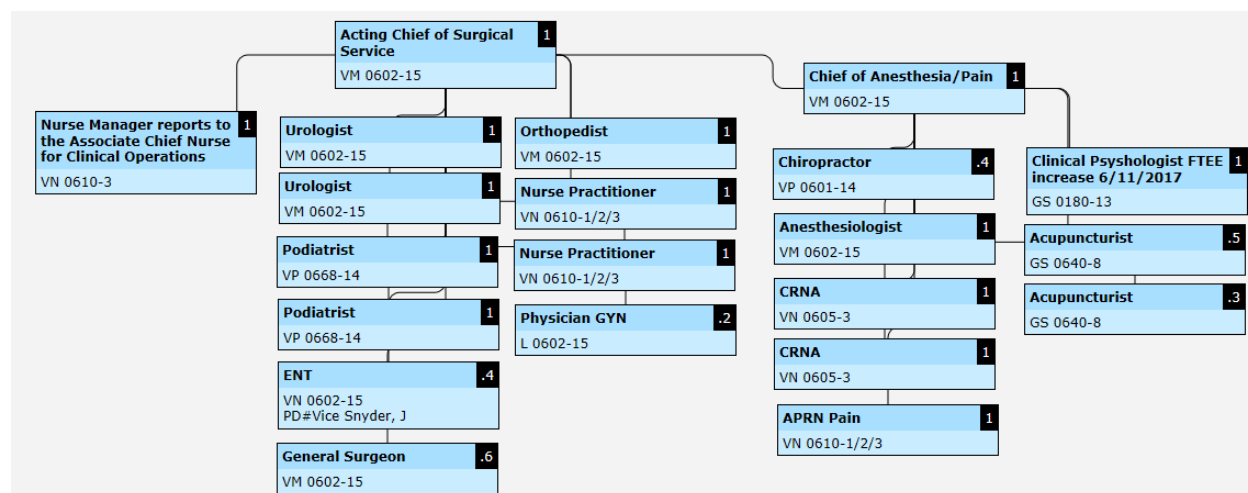 Acting Chief of Surgical 1
Service
VM 0602-15
Chief of Anesthesia/Pain 1
VM 0602-15
Nurse Manager reports to 1
the Associate Chief Nurse
for Clinical Operations
VN 0610-3
Urologist 1
VM 0602-15
Urologist 1
VM 0602-15
Podiatrist 1
VP 0668-14
Podiatrist 1
VP 0668-14
ENT .4
VN 0602-15
PD#Vice Snyder, J
General Surgeon .6
VM 0602-15
Orthopedist 1
VM 0602-15
Nurse Practitioner 1
VN 0610-1/2/3
Nurse Practitioner 1
VN 0610-1/2/3
Physician GYN .2
L 0602-15
Chiropractor .4
VP 0601-14
Anesthesiologist 1
VM 0602-15
CRNA 1
VN 0605-3
CRNA 1
VN 0605-3
APRN Pain 1
VN 0610-1/2/3
Clinical Psyshologist FTEE 1
increase 6/11/2017
GS 0180-13
Acupuncturist .5
GS 0640-8
Acupuncturist .3
GS 0640-8